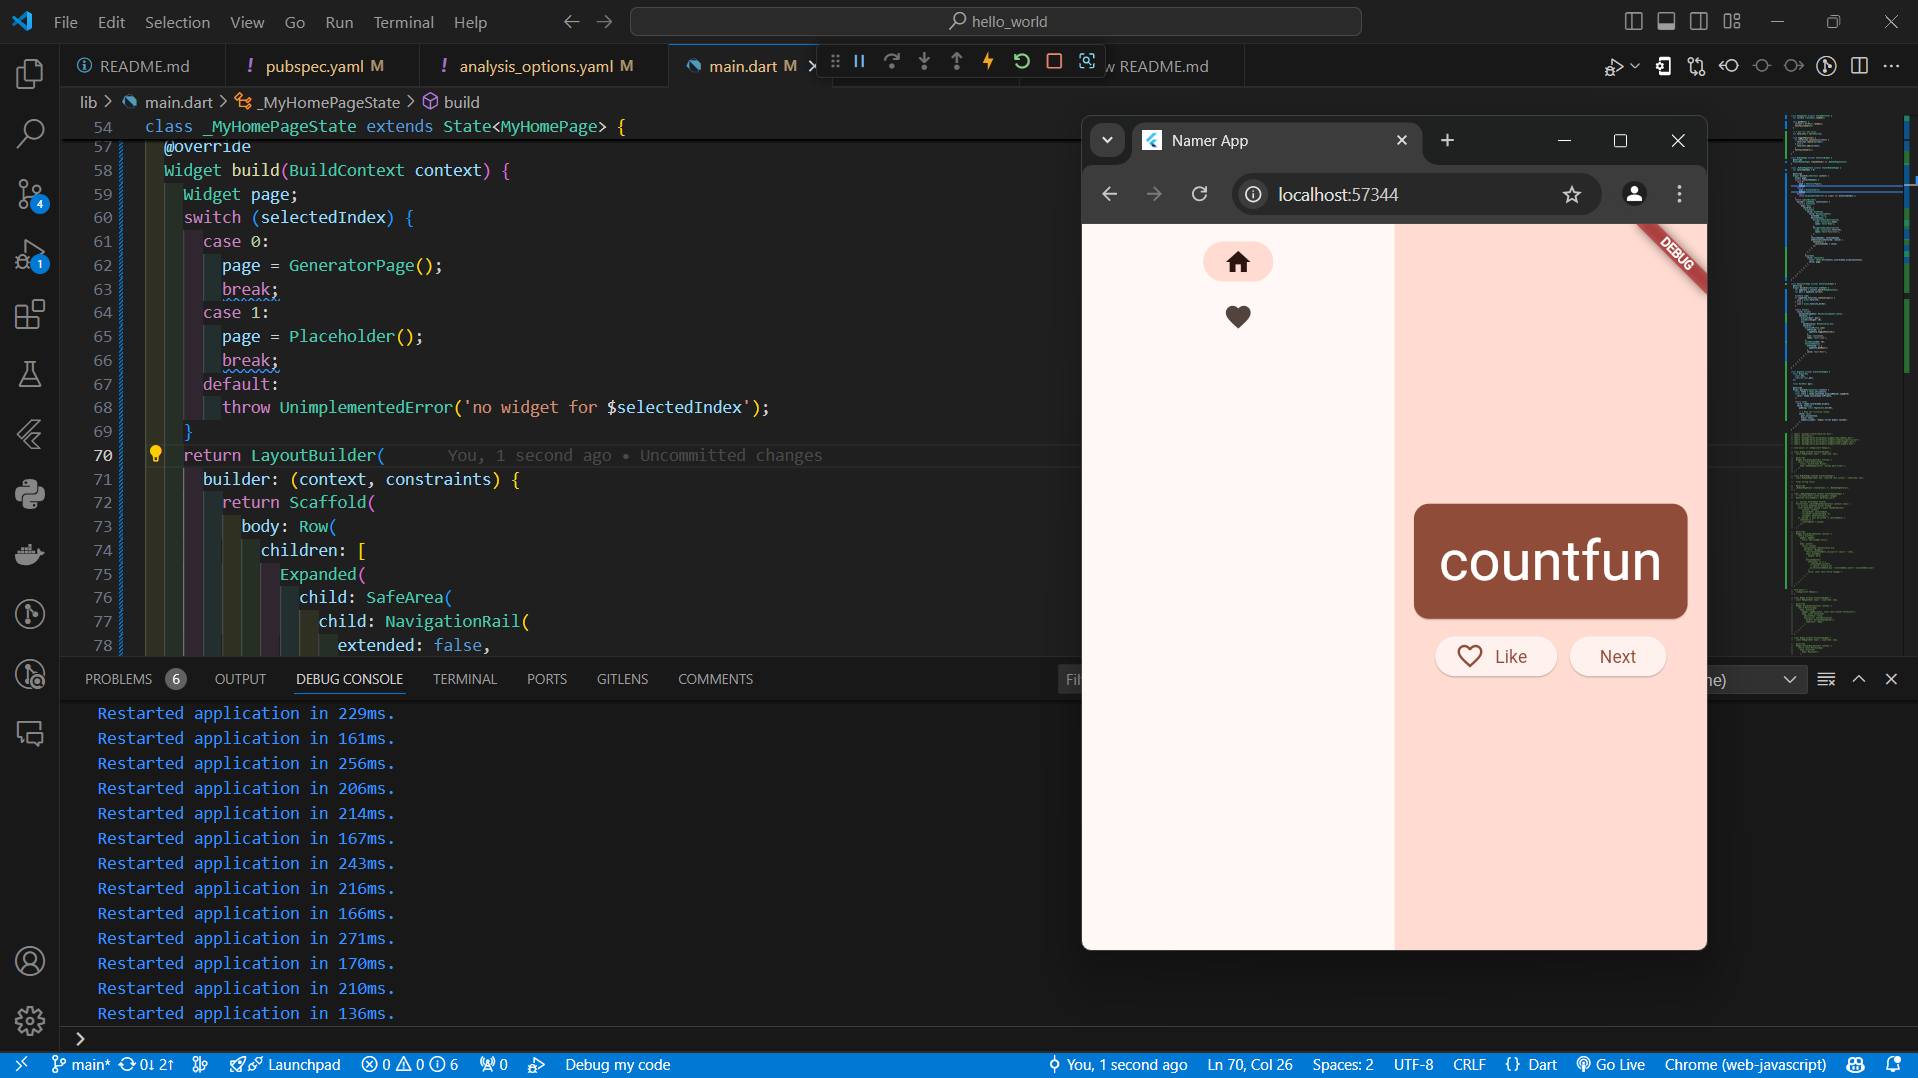 File Edit Selection View Go Run Terminal Help
hello_world
README.md
pubspec.yaml M
analysis_options.yaml M
main.dart M
w README.md
lib > main.dart > _MyHomePageState > build
54 class _MyHomePageState extends State<MyHomePage> {
57 @override
58 Widget build(BuildContext context) {
59 Widget page;
60 switch (selectedIndex) {
61 case 0:
62 page = GeneratorPage();
63 break;
64 case 1:
65 page = Placeholder();
66 break;
67 default:
68 throw UnimplementedError('no widget for $selectedIndex');
69 }
70 return LayoutBuilder( You, 1 second ago • Uncommitted changes
71 builder: (context, constraints) {
72 return Scaffold(
73 body: Row(
74 children: [
75 Expanded(
76 child: SafeArea(
77 child: NavigationRail(
78 extended: false,
4
1
Namer App
localhost:57344
DEBUG
countfun
Like
Next
PROBLEMS 6 OUTPUT DEBUG CONSOLE TERMINAL PORTS GITLENS COMMENTS
Fil
ne)
Restarted application in 229ms.
Restarted application in 161ms.
Restarted application in 256ms.
Restarted application in 206ms.
Restarted application in 214ms.
Restarted application in 167ms.
Restarted application in 243ms.
Restarted application in 216ms.
Restarted application in 166ms.
Restarted application in 271ms.
Restarted application in 170ms.
Restarted application in 210ms.
Restarted application in 136ms.
main* 0↓ 2↑ Launchpad 0 0 6 0 Debug my code You, 1 second ago Ln 70, Col 26 Spaces: 2 UTF-8 CRLF {} Dart Go Live Chrome (web-javascript)